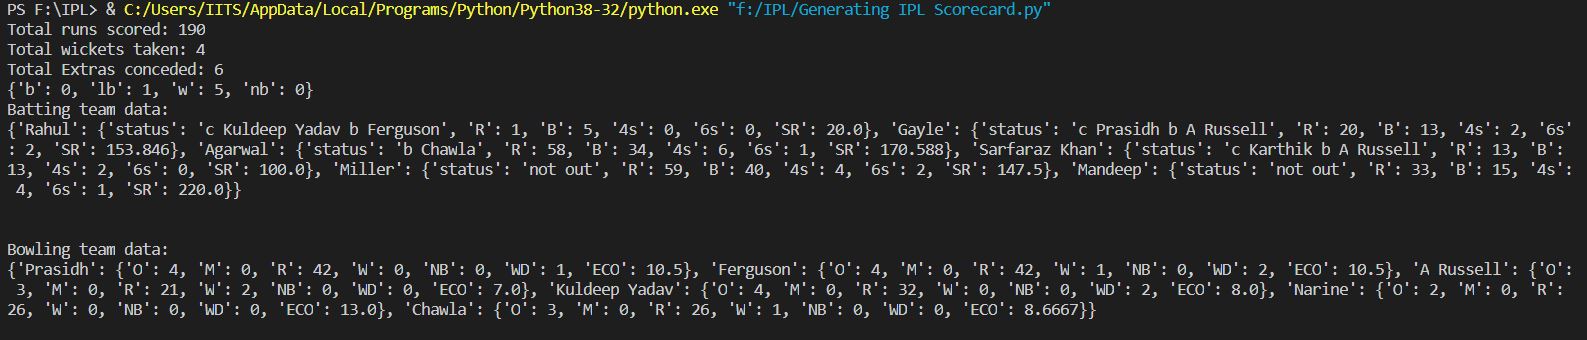 PS F:\IPL> & C:/Users/IITS/AppData/Local/Programs/Python/Python38-32/python.exe "f:/IPL/Generating IPL Scorecard.py"
Total runs scored: 190
Total wickets taken: 4
Total Extras conceded: 6
{'b': 0, 'lb': 1, 'w': 5, 'nb': 0}
Batting team data:
{'Rahul': {'status': 'c Kuldeep Yadav b Ferguson', 'R': 1, 'B': 5, '4s': 0, '6s': 0, 'SR': 20.0}, 'Gayle': {'status': 'c Prasidh b A Russell', 'R': 20, 'B': 13, '4s': 2, '6s'
: 2, 'SR': 153.846}, 'Agarwal': {'status': 'b Chawla', 'R': 58, 'B': 34, '4s': 6, '6s': 1, 'SR': 170.588}, 'Sarfaraz Khan': {'status': 'c Karthik b A Russell', 'R': 13, 'B':
13, '4s': 2, '6s': 0, 'SR': 100.0}, 'Miller': {'status': 'not out', 'R': 59, 'B': 40, '4s': 4, '6s': 2, 'SR': 147.5}, 'Mandeep': {'status': 'not out', 'R': 33, 'B': 15, '4s':
 4, '6s': 1, 'SR': 220.0}}
Bowling team data:
{'Prasidh': {'O': 4, 'M': 0, 'R': 42, 'W': 0, 'NB': 0, 'WD': 1, 'ECO': 10.5}, 'Ferguson': {'O': 4, 'M': 0, 'R': 42, 'W': 1, 'NB': 0, 'WD': 2, 'ECO': 10.5}, 'A Russell': {'O':
 3, 'M': 0, 'R': 21, 'W': 2, 'NB': 0, 'WD': 0, 'ECO': 7.0}, 'Kuldeep Yadav': {'O': 4, 'M': 0, 'R': 32, 'W': 0, 'NB': 0, 'WD': 2, 'ECO': 8.0}, 'Narine': {'O': 2, 'M': 0, 'R':
26, 'W': 0, 'NB': 0, 'WD': 0, 'ECO': 13.0}, 'Chawla': {'O': 3, 'M': 0, 'R': 26, 'W': 1, 'NB': 0, 'WD': 0, 'ECO': 8.6667}}